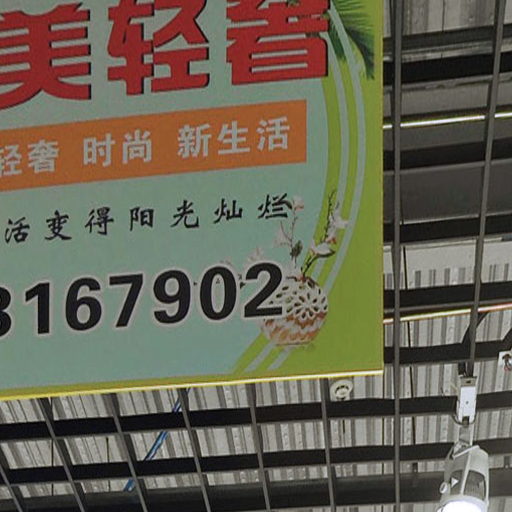 美轻奢
轻奢 时尚 新生活
活变得阳光灿烂
3167902